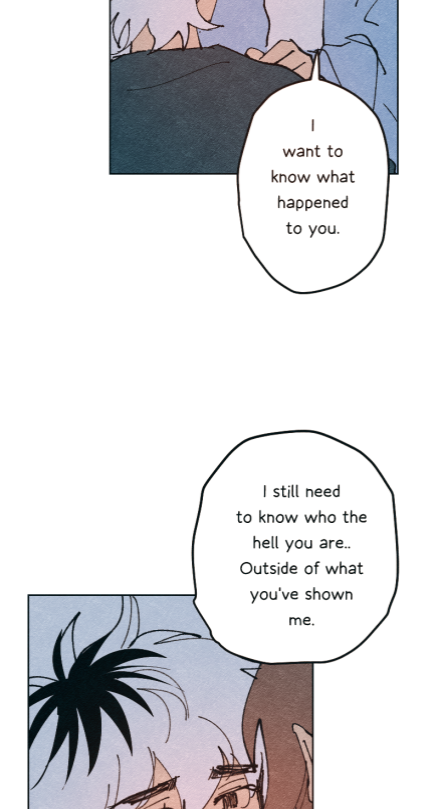 I
want to
know what
happened
to you.
I still need
to know who the
hell you are..
Outside of what
you've shown
me.